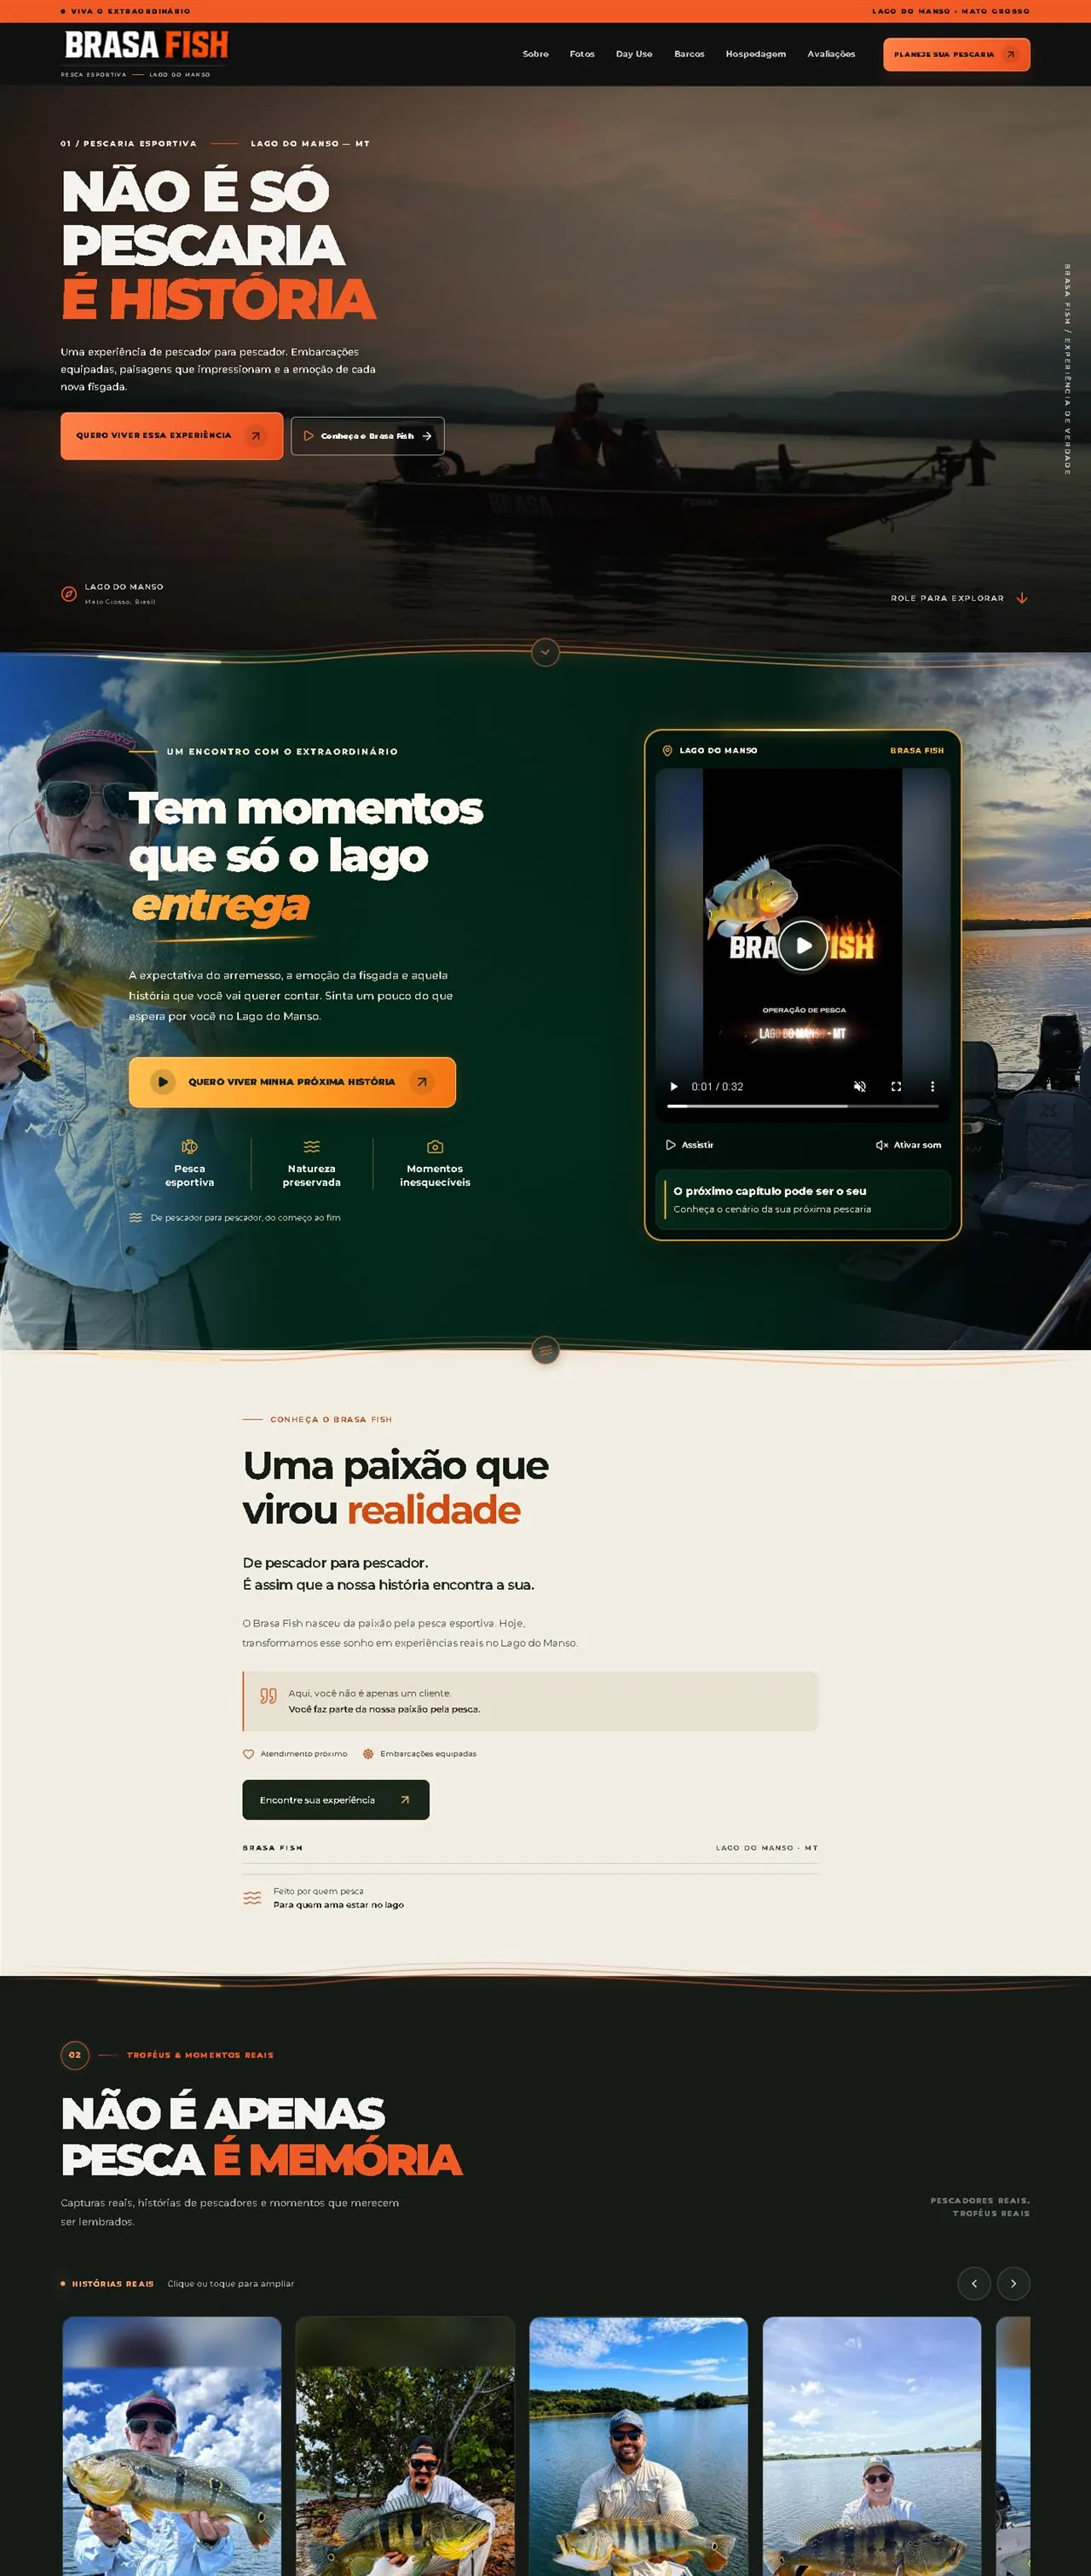 VIVA O EXTRAORDINÁRIO
LAGO DO MANSO • MATO GROSSO
BRASA FISH
PESCA ESPORTIVA — LAGO DO MANSO
Sobre
Fotos
Day Use
Barcos
Hospedagem
Avaliações
PLANEJE SUA PESCARIA
01 / PESCARIA ESPORTIVA
LAGO DO MANSO — MT
NÃO É SÓ
PESCARIA
É HISTÓRIA
BRASA FISH / EXPERIÊNCIA DE VERDADE
Uma experiência de pescador para pescador. Embarcações
equipadas, paisagens que impressionam e a emoção de cada
nova fisgada.
QUERO VIVER ESSA EXPERIÊNCIA
Conheça o Brasa Fish
BRASA
LAGO DO MANSO
Mato Grosso, Brasil
ROLE PARA EXPLORAR
ACCELERATED
UM ENCONTRO COM O EXTRAORDINÁRIO
Tem momentos
que só o lago
entrega
A expectativa do arremesso, a emoção da fisgada e aquela
história que você vai querer contar. Sinta um pouco do que
espera por você no Lago do Manso.
QUERO VIVER MINHA PRÓXIMA HISTÓRIA
Pesca
esportiva
Natureza
preservada
Momentos
inesquecíveis
De pescador para pescador, do começo ao fim
LAGO DO MANSO
BRASA FISH
BRA FISH
OPERAÇÃO DE PESCA
LAGO DO MANSO - MT
0:01 / 0:32
Assistir
Ativar som
O próximo capítulo pode ser o seu
Conheça o cenário da sua próxima pescaria
CONHEÇA O BRASA FISH
Uma paixão que
virou realidade
De pescador para pescador.
É assim que a nossa história encontra a sua.
O Brasa Fish nasceu da paixão pela pesca esportiva. Hoje,
transformamos esse sonho em experiências reais no Lago do Manso.
Aqui, você não é apenas um cliente.
Você faz parte da nossa paixão pela pesca.
Atendimento próximo
Embarcações equipadas
Encontre sua experiência
BRASA FISH
LAGO DO MANSO - MT
Feito por quem pesca
Para quem ama estar no lago
02
TROFÉUS & MOMENTOS REAIS
NÃO É APENAS
PESCA É MEMÓRIA
Capturas reais, histórias de pescadores e momentos que merecem
ser lembrados.
PESCADORES REAIS.
TROFÉUS REAIS
HISTÓRIAS REAIS
Clique ou toque para ampliar